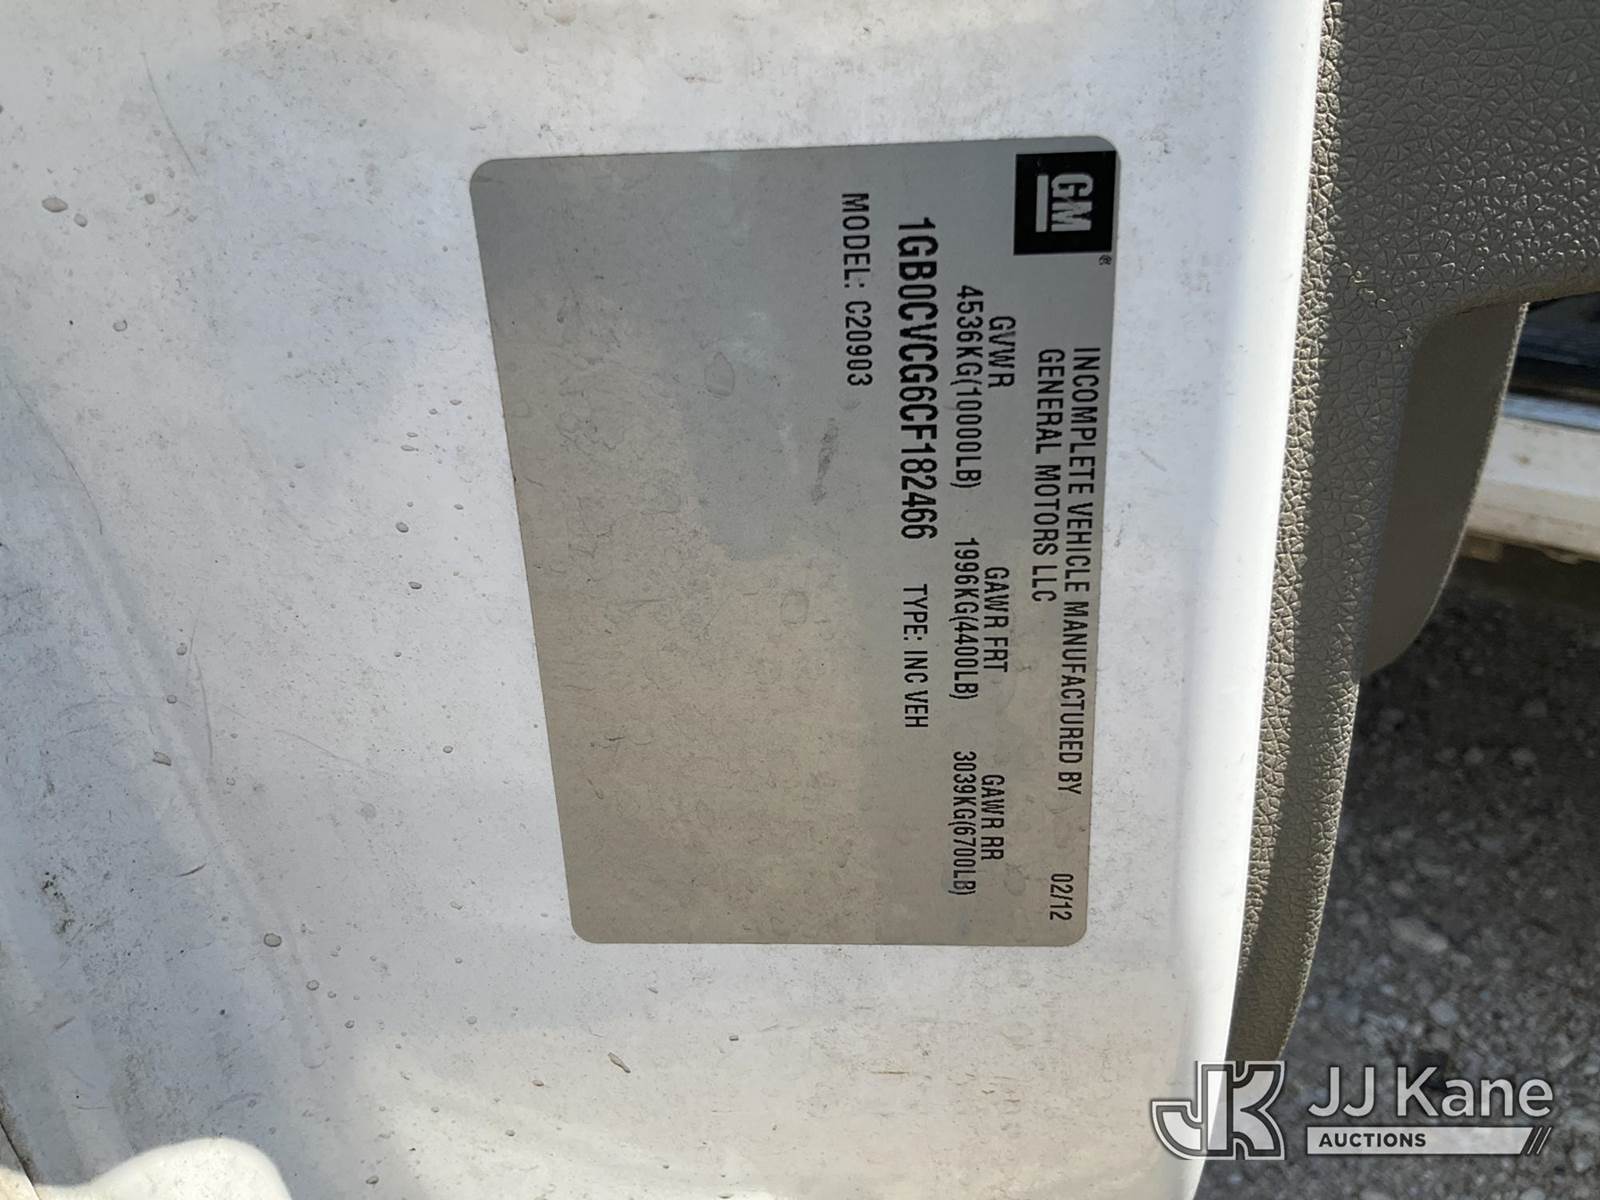 GM
®
INCOMPLETE VEHICLE MANUFACTURED BY
GENERAL MOTORS LLC 02/12
GVWR GAWR FRT GAWR RR
4536KG(10000LB) 1996KG(4400LB) 3039KG(6700LB)
1GB0CVCG6CF182466 TYPE: INC VEH
MODEL: C20903
JK JJ Kane
AUCTIONS